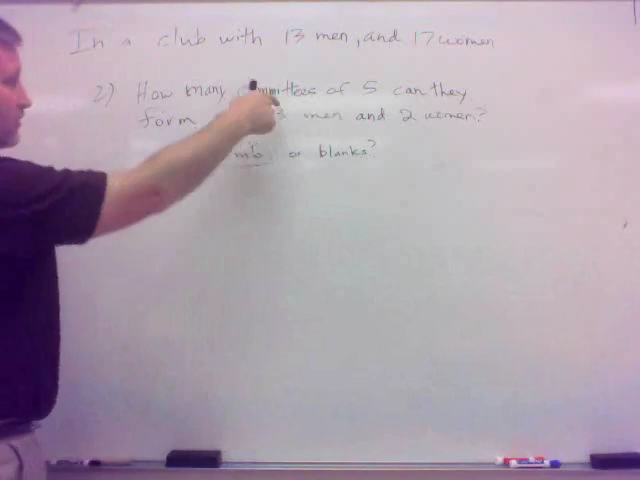 In a club with 13 men, and 17 women
2) How many committees of 5 can they
form 3 men and 2 women?
or blanks?